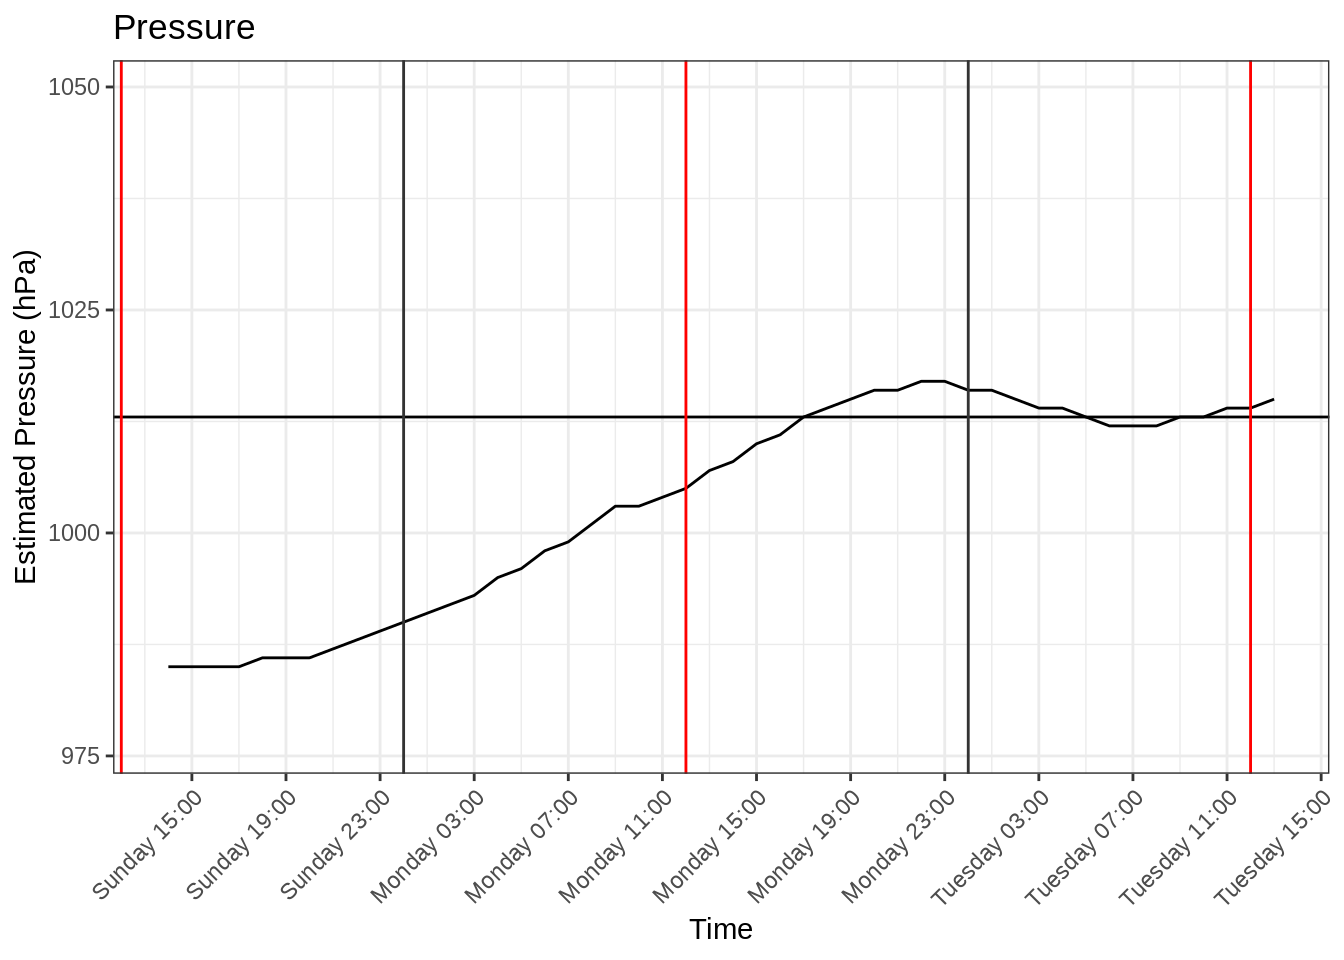 Pressure
Estimated Pressure (hPa)
1050
1025
1000
975
Sunday 15:00
Sunday 19:00
Sunday 23:00
Monday 03:00
Monday 07:00
Monday 11:00
Monday 15:00
Monday 19:00
Monday 23:00
Tuesday 03:00
Tuesday 07:00
Tuesday 11:00
Tuesday 15:00
Time